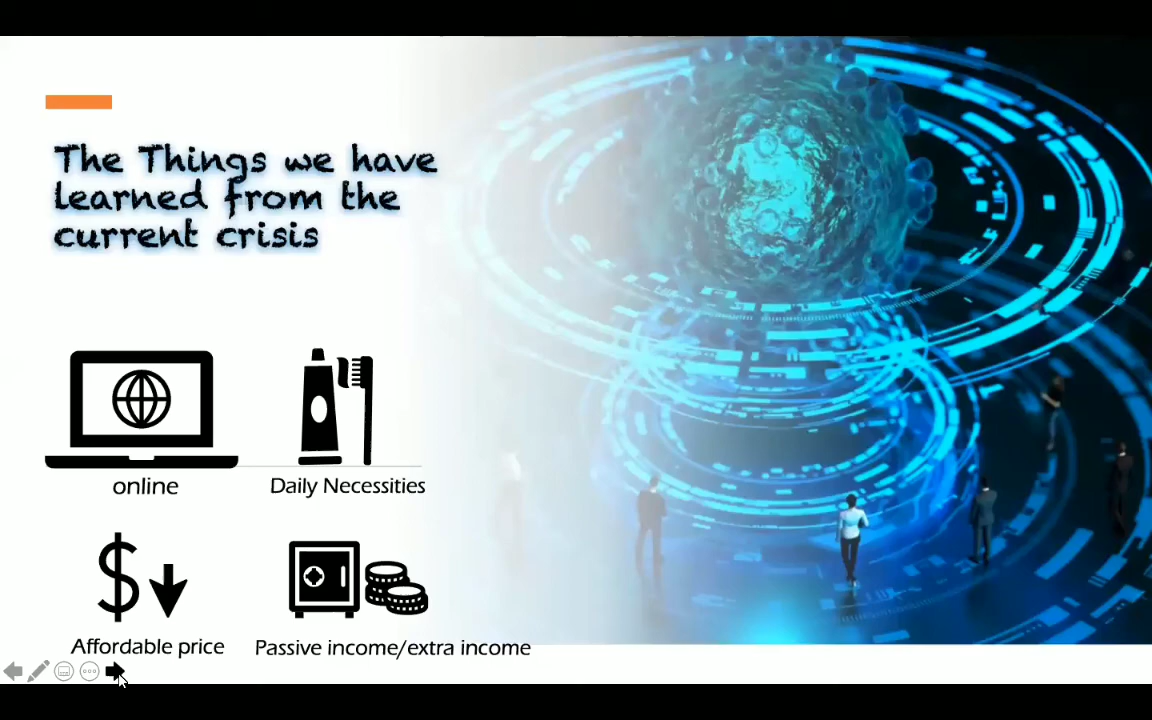 The Things we have
learned from the
current crisis
online
Daily Necessities
Affordable price
Passive income/extra income